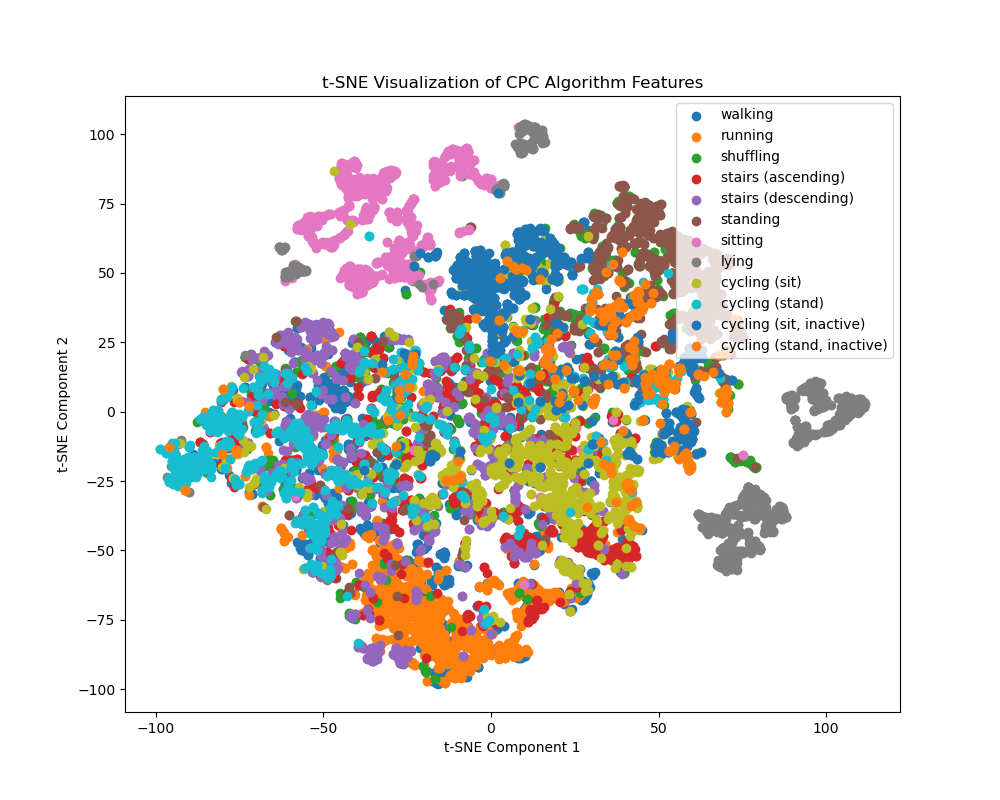 t-SNE Visualization of CPC Algorithm Features
walking
running
shuffling
stairs (ascending)
stairs (descending)
standing
sitting
lying
cycling (sit)
cycling (stand)
cycling (sit, inactive)
cycling (stand, inactive)
100
75
50
25
0
−25
−50
−75
−100
t-SNE Component 2
−100
−50
0
50
100
t-SNE Component 1